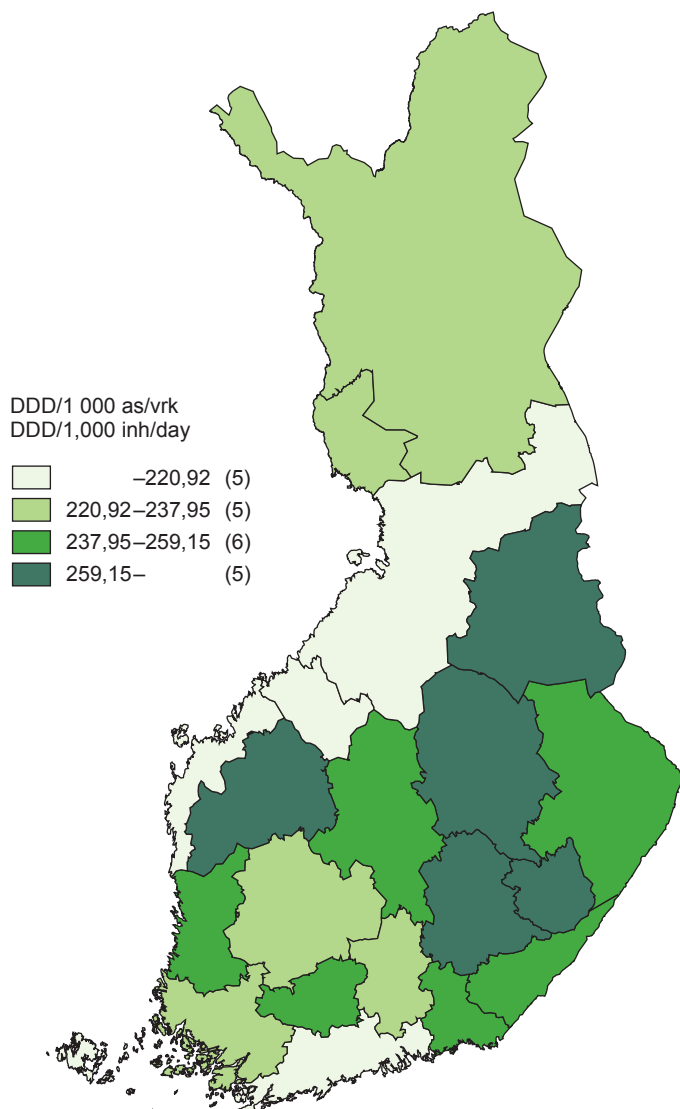 DDD/1 000 as/vrk
DDD/1,000 inh/day
–220,92 (5)
220,92–237,95 (5)
237,95–259,15 (6)
259,15– (5)